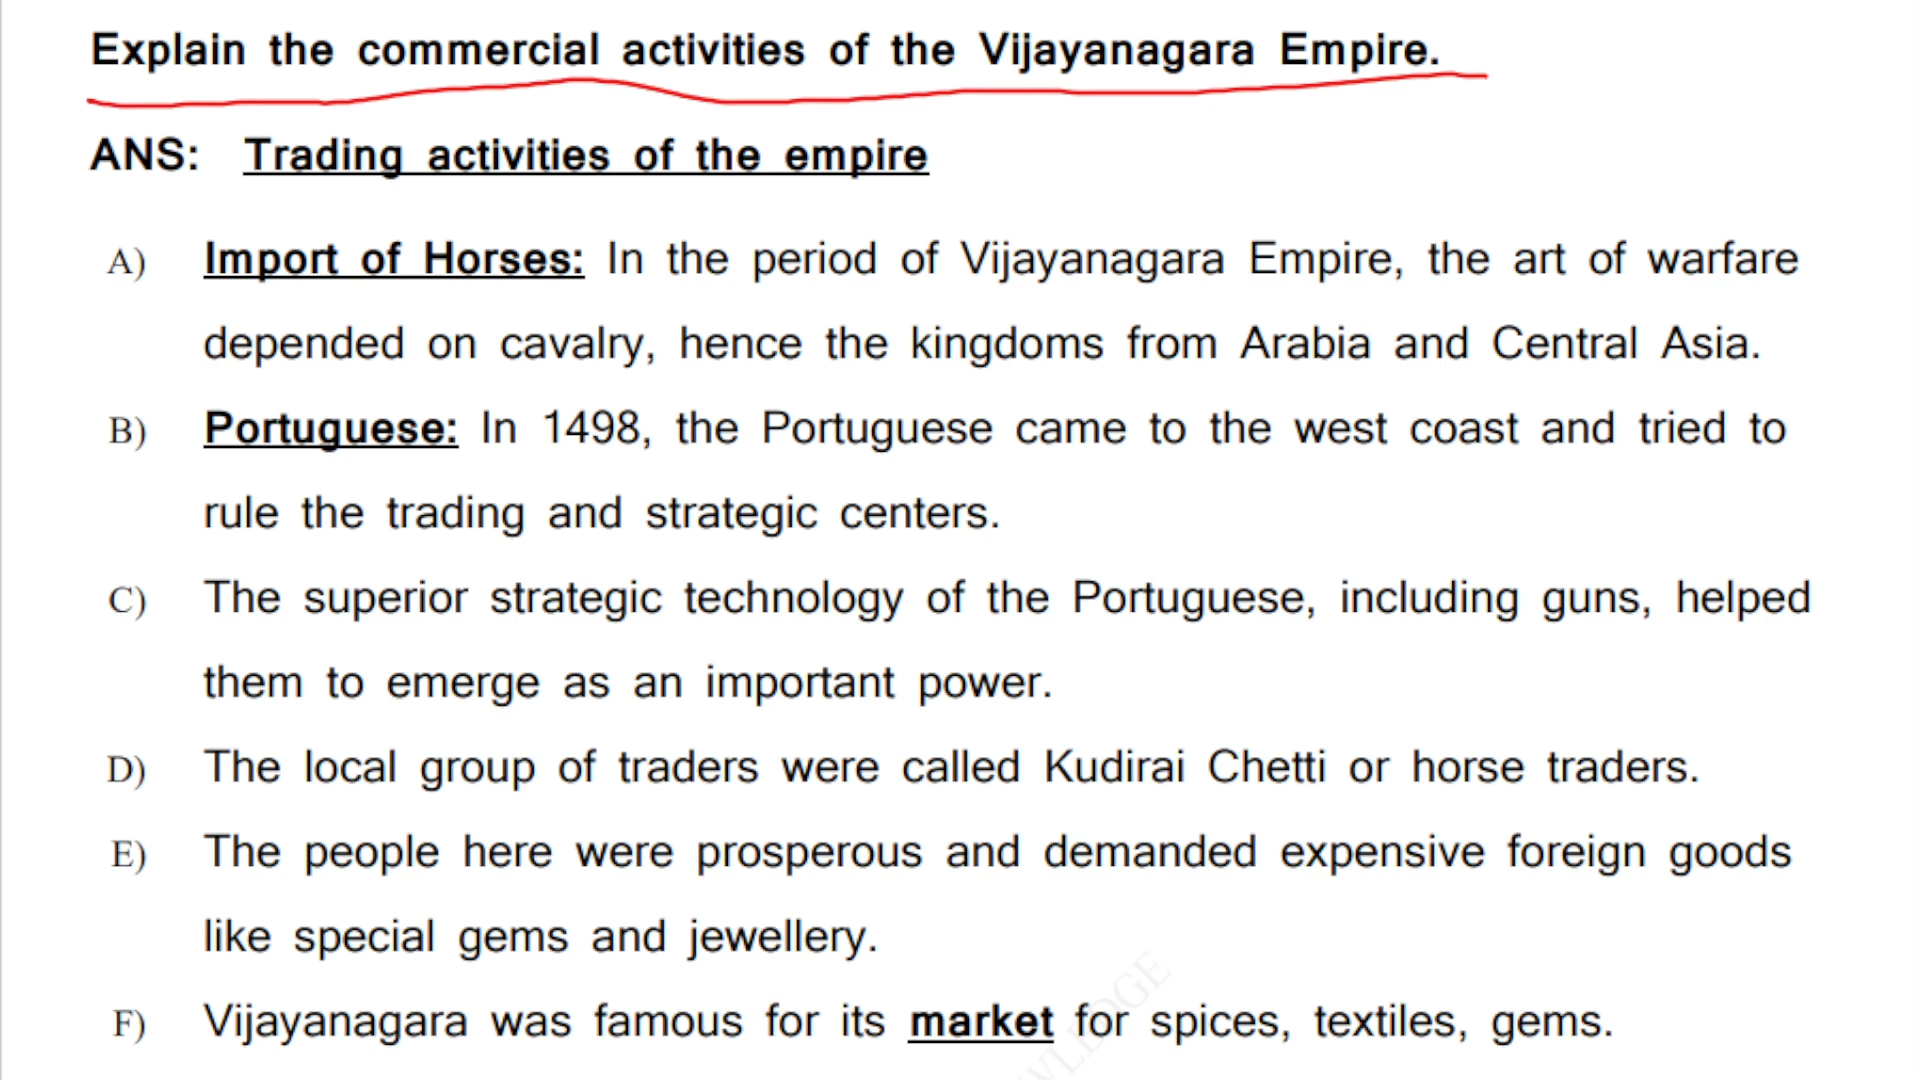 Explain the commercial activities of the Vijayanagara Empire.
ANS: Trading activities of the empire
A) Import of Horses: In the period of Vijayanagara Empire, the art of warfare
depended on cavalry, hence the kingdoms from Arabia and Central Asia.
B) Portuguese: In 1498, the Portuguese came to the west coast and tried to
rule the trading and strategic centers.
C) The superior strategic technology of the Portuguese, including guns, helped
them to emerge as an important power.
D) The local group of traders were called Kudirai Chetti or horse traders.
E) The people here were prosperous and demanded expensive foreign goods
like special gems and jewellery.
F) Vijayanagara was famous for its market for spices, textiles, gems.